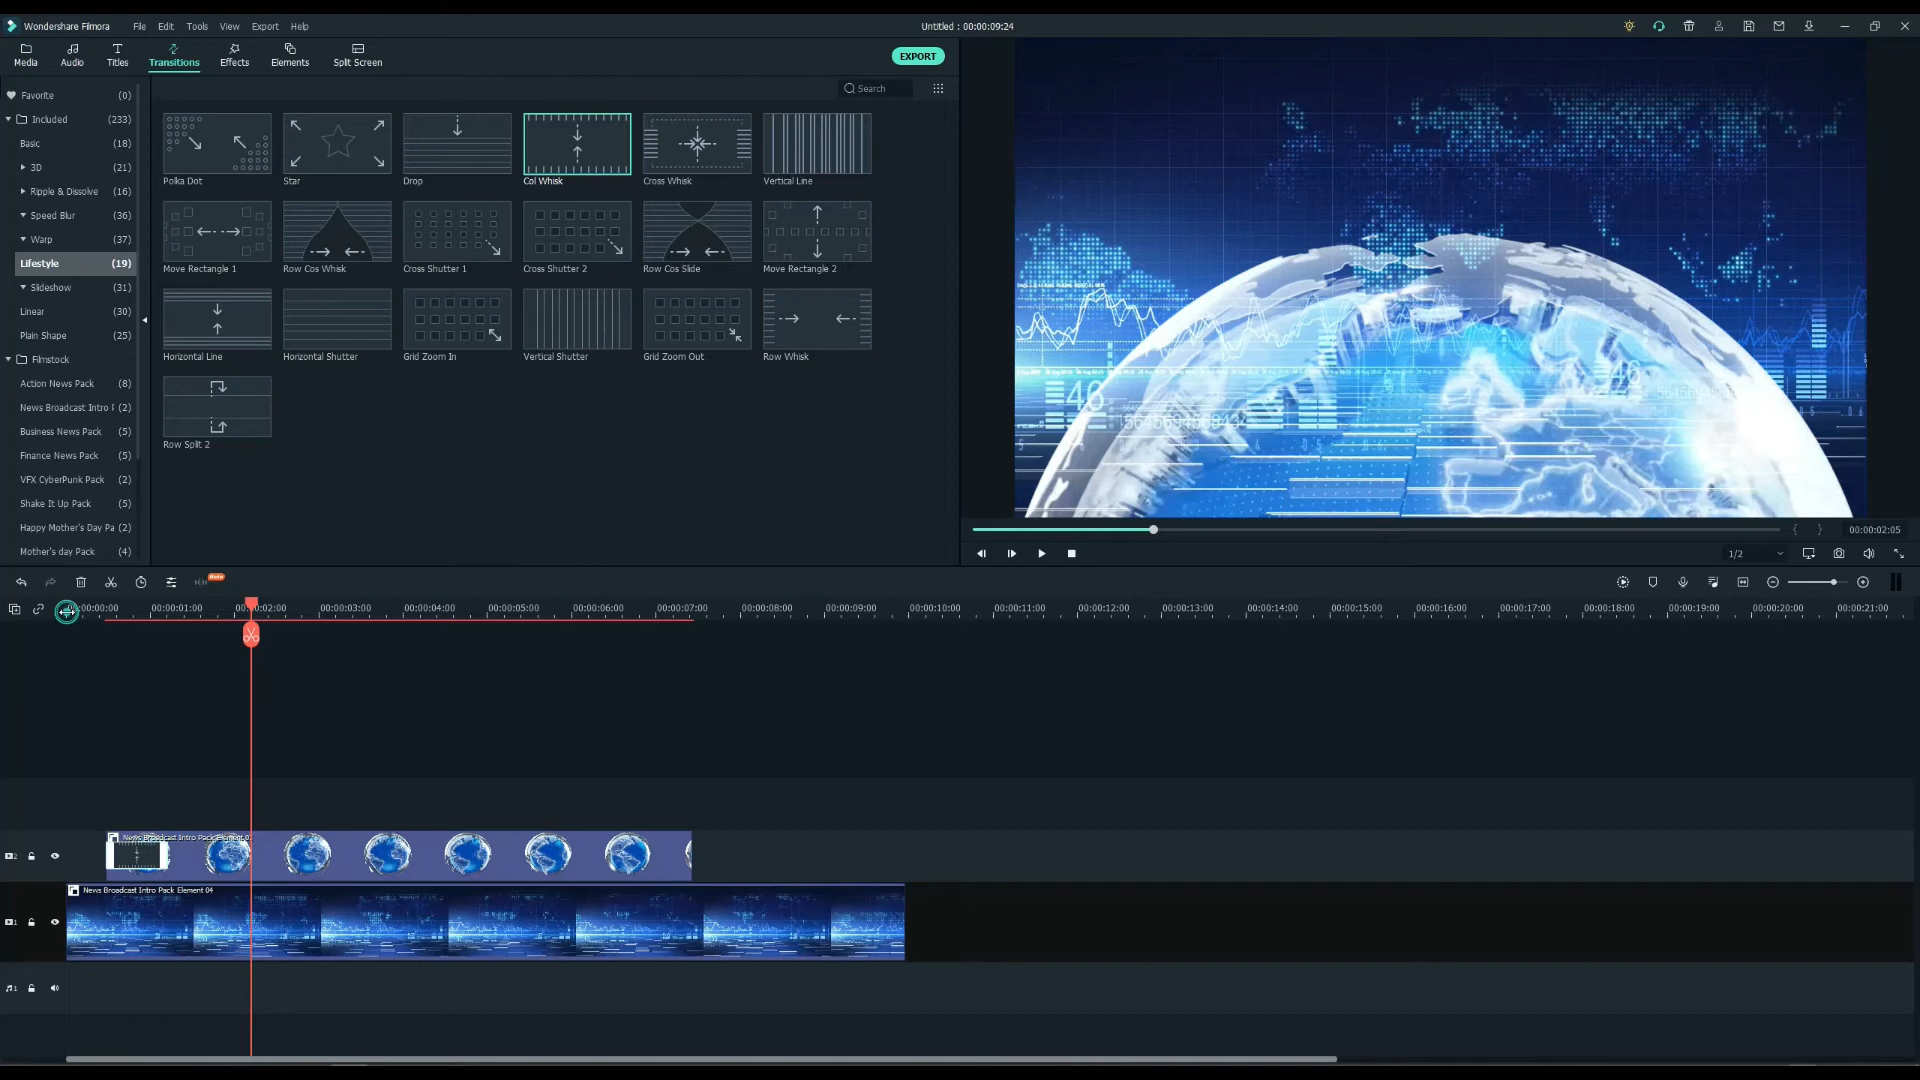 Wondershare Filmora
File Edit Tools View Export Help
Untitled : 00:00:09:24
Media
Audio
Titles
Transitions
Effects
Elements
Split Screen
EXPORT
Favorite (0)
Included (233)
Basic (18)
3D (21)
Ripple & Dissolve (16)
Speed Blur (36)
Warp (37)
Lifestyle (19)
Slideshow (31)
Linear (30)
Plain Shape (25)
Filmstock
Action News Pack (8)
News Broadcast Intro (2)
Business News Pack (5)
Finance News Pack (5)
VFX CyberPunk Pack (2)
Shake It Up Pack (5)
Happy Mother's Day Pa (2)
Mother's day Pack (4)
Search
Polka Dot
Star
Drop
Col Whisk
Cross Whisk
Vertical Line
Move Rectangle 1
Row Cos Whisk
Cross Shutter 1
Cross Shutter 2
Row Cos Slide
Move Rectangle 2
Horizontal Line
Horizontal Shutter
Grid Zoom In
Vertical Shutter
Grid Zoom Out
Row Whisk
Row Split 2
46
46
{ } 00:00:02:05
1/2
Beta
00:00:00:00 00:00:01:00 00:00:02:00 00:00:03:00 00:00:04:00 00:00:05:00 00:00:06:00 00:00:07:00 00:00:08:00 00:00:09:00 00:00:10:00 00:00:11:00 00:00:12:00 00:00:13:00 00:00:14:00 00:00:15:00 00:00:16:00 00:00:17:00 00:00:18:00 00:00:19:00 00:00:20:00 00:00:21:00
2
News Broadcast Intro Pack Element
1
News Broadcast Intro Pack Element 04
1